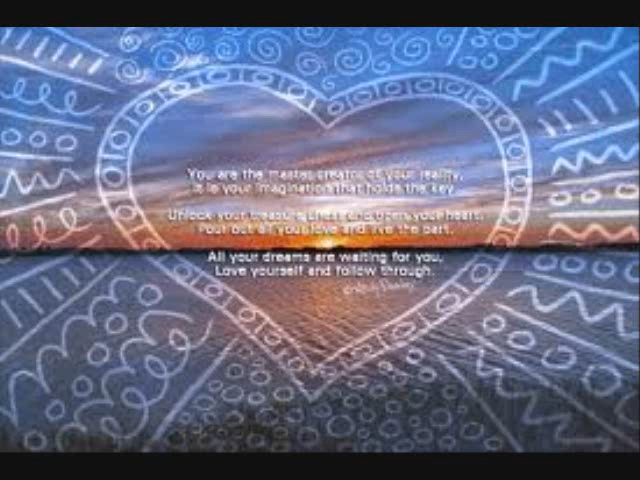 You are the master creator of your reality,
It is your imagination that holds the key.
Unlock your treasure chest and open your heart,
Pour out all you love and live the part.
All your dreams are waiting for you,
Love yourself and follow through.